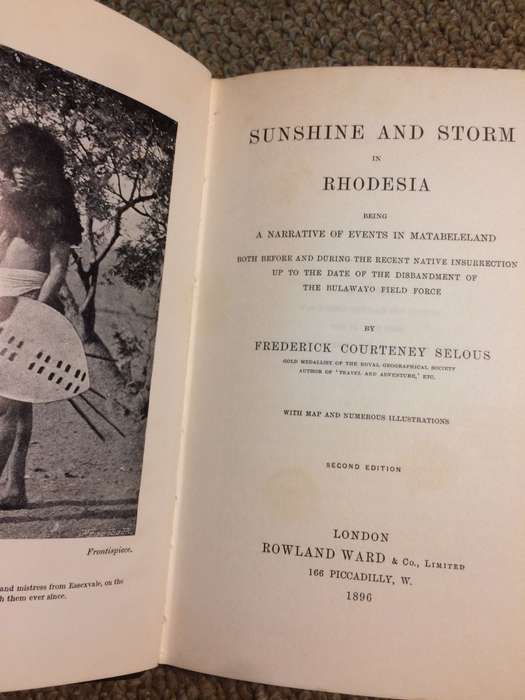 Frontispiece.
and mistress from Essexvale, on the
h them ever since.
SUNSHINE AND STORM
IN
RHODESIA
BEING
A NARRATIVE OF EVENTS IN MATABELELAND
BOTH BEFORE AND DURING THE RECENT NATIVE INSURRECTION
UP TO THE DATE OF THE DISBANDMENT OF
THE BULAWAYO FIELD FORCE
BY
FREDERICK COURTENEY SELOUS
GOLD MEDALLIST OF THE ROYAL GEOGRAPHICAL SOCIETY
AUTHOR OF 'TRAVEL AND ADVENTURE,' ETC.
WITH MAP AND NUMEROUS ILLUSTRATIONS
SECOND EDITION
LONDON
ROWLAND WARD & Co., LIMITED
166 PICCADILLY, W.
1896